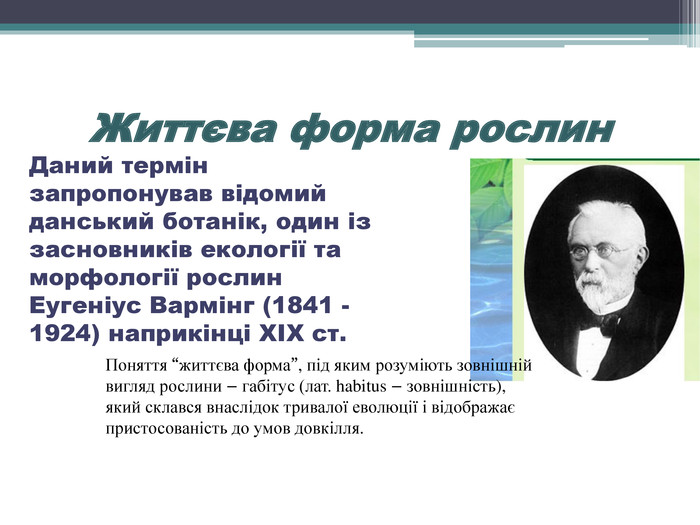 Життєва форма рослин
Даний термін
запропонував відомий
данський ботанік, один із
засновників екології та
морфології рослин
Еугеніус Вармінг (1841 -
1924) наприкінці XIX ст.
Поняття “життєва форма”, під яким розуміють зовнішній
вигляд рослини – габітус (лат. habitus – зовнішність),
який склався внаслідок тривалої еволюції і відображає
пристосованість до умов довкілля.